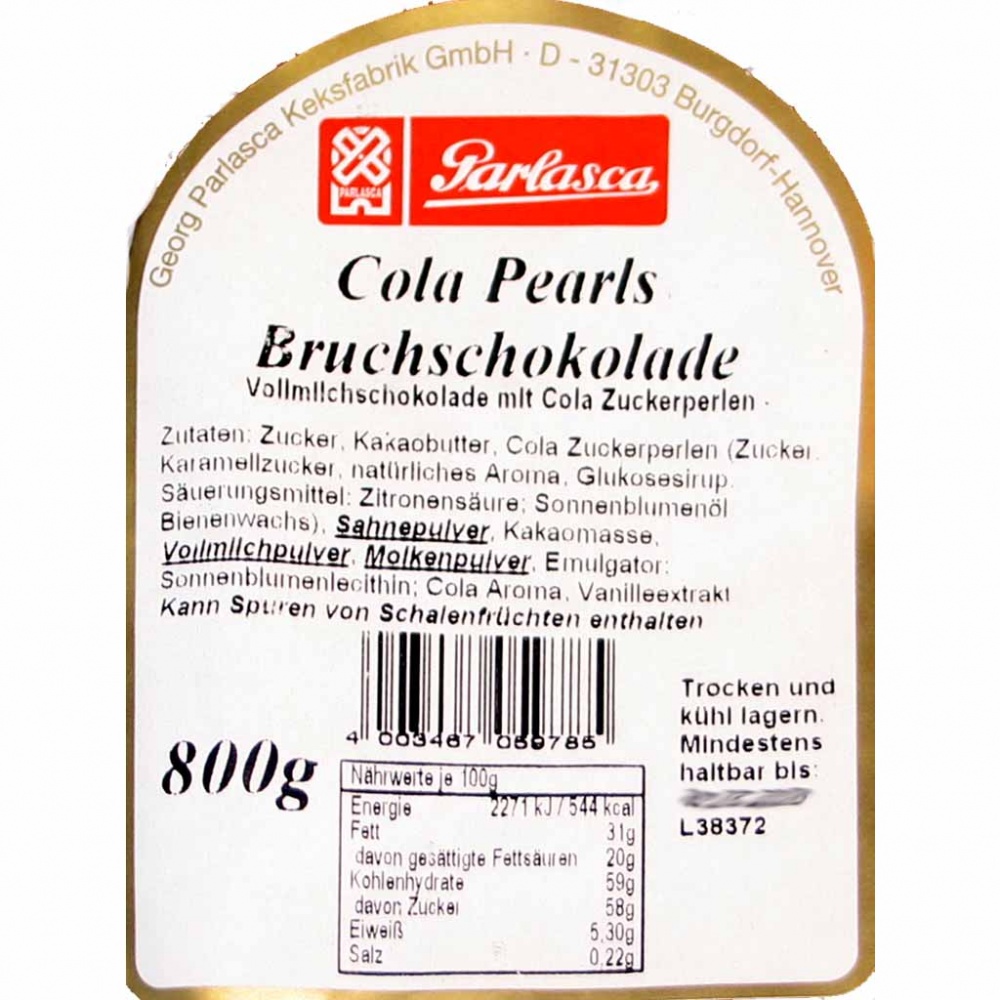 Georg Parlasca Keksfabrik GmbH · D - 31303 Burgdorf-Hannover
PARLASCA
Parlasca
Cola Pearls
Bruchschokolade
Vollmilchschokolade mit Cola Zuckerperlen
Zutaten: Zucker, Kakaobutter, Cola Zuckerperlen (Zucker.
Karamellzucker, natürliches Aroma, Glukosesirup.
Säuerungsmittel: Zitronensäure; Sonnenblumenöl
Bienenwachs), Sahnepulver, Kakaomasse,
Vollmilchpulver, Molkenpulver, Emulgator:
Sonnenblumenlecithin; Cola Aroma, Vanilleextrakt
Kann Spuren von Schalenfrüchten enthalten
Trocken und
kühl lagern.
Mindestens
haltbar bis:
L38372
4 003467 059785
800g
Nährwerte je 100g
Energie 2271 kJ / 544 kcal
Fett 31g
davon gesättigte Fettsäuren 20g
Kohlenhydrate 59g
davon Zucker 58g
Eiweiß 5,30g
Salz 0,22g